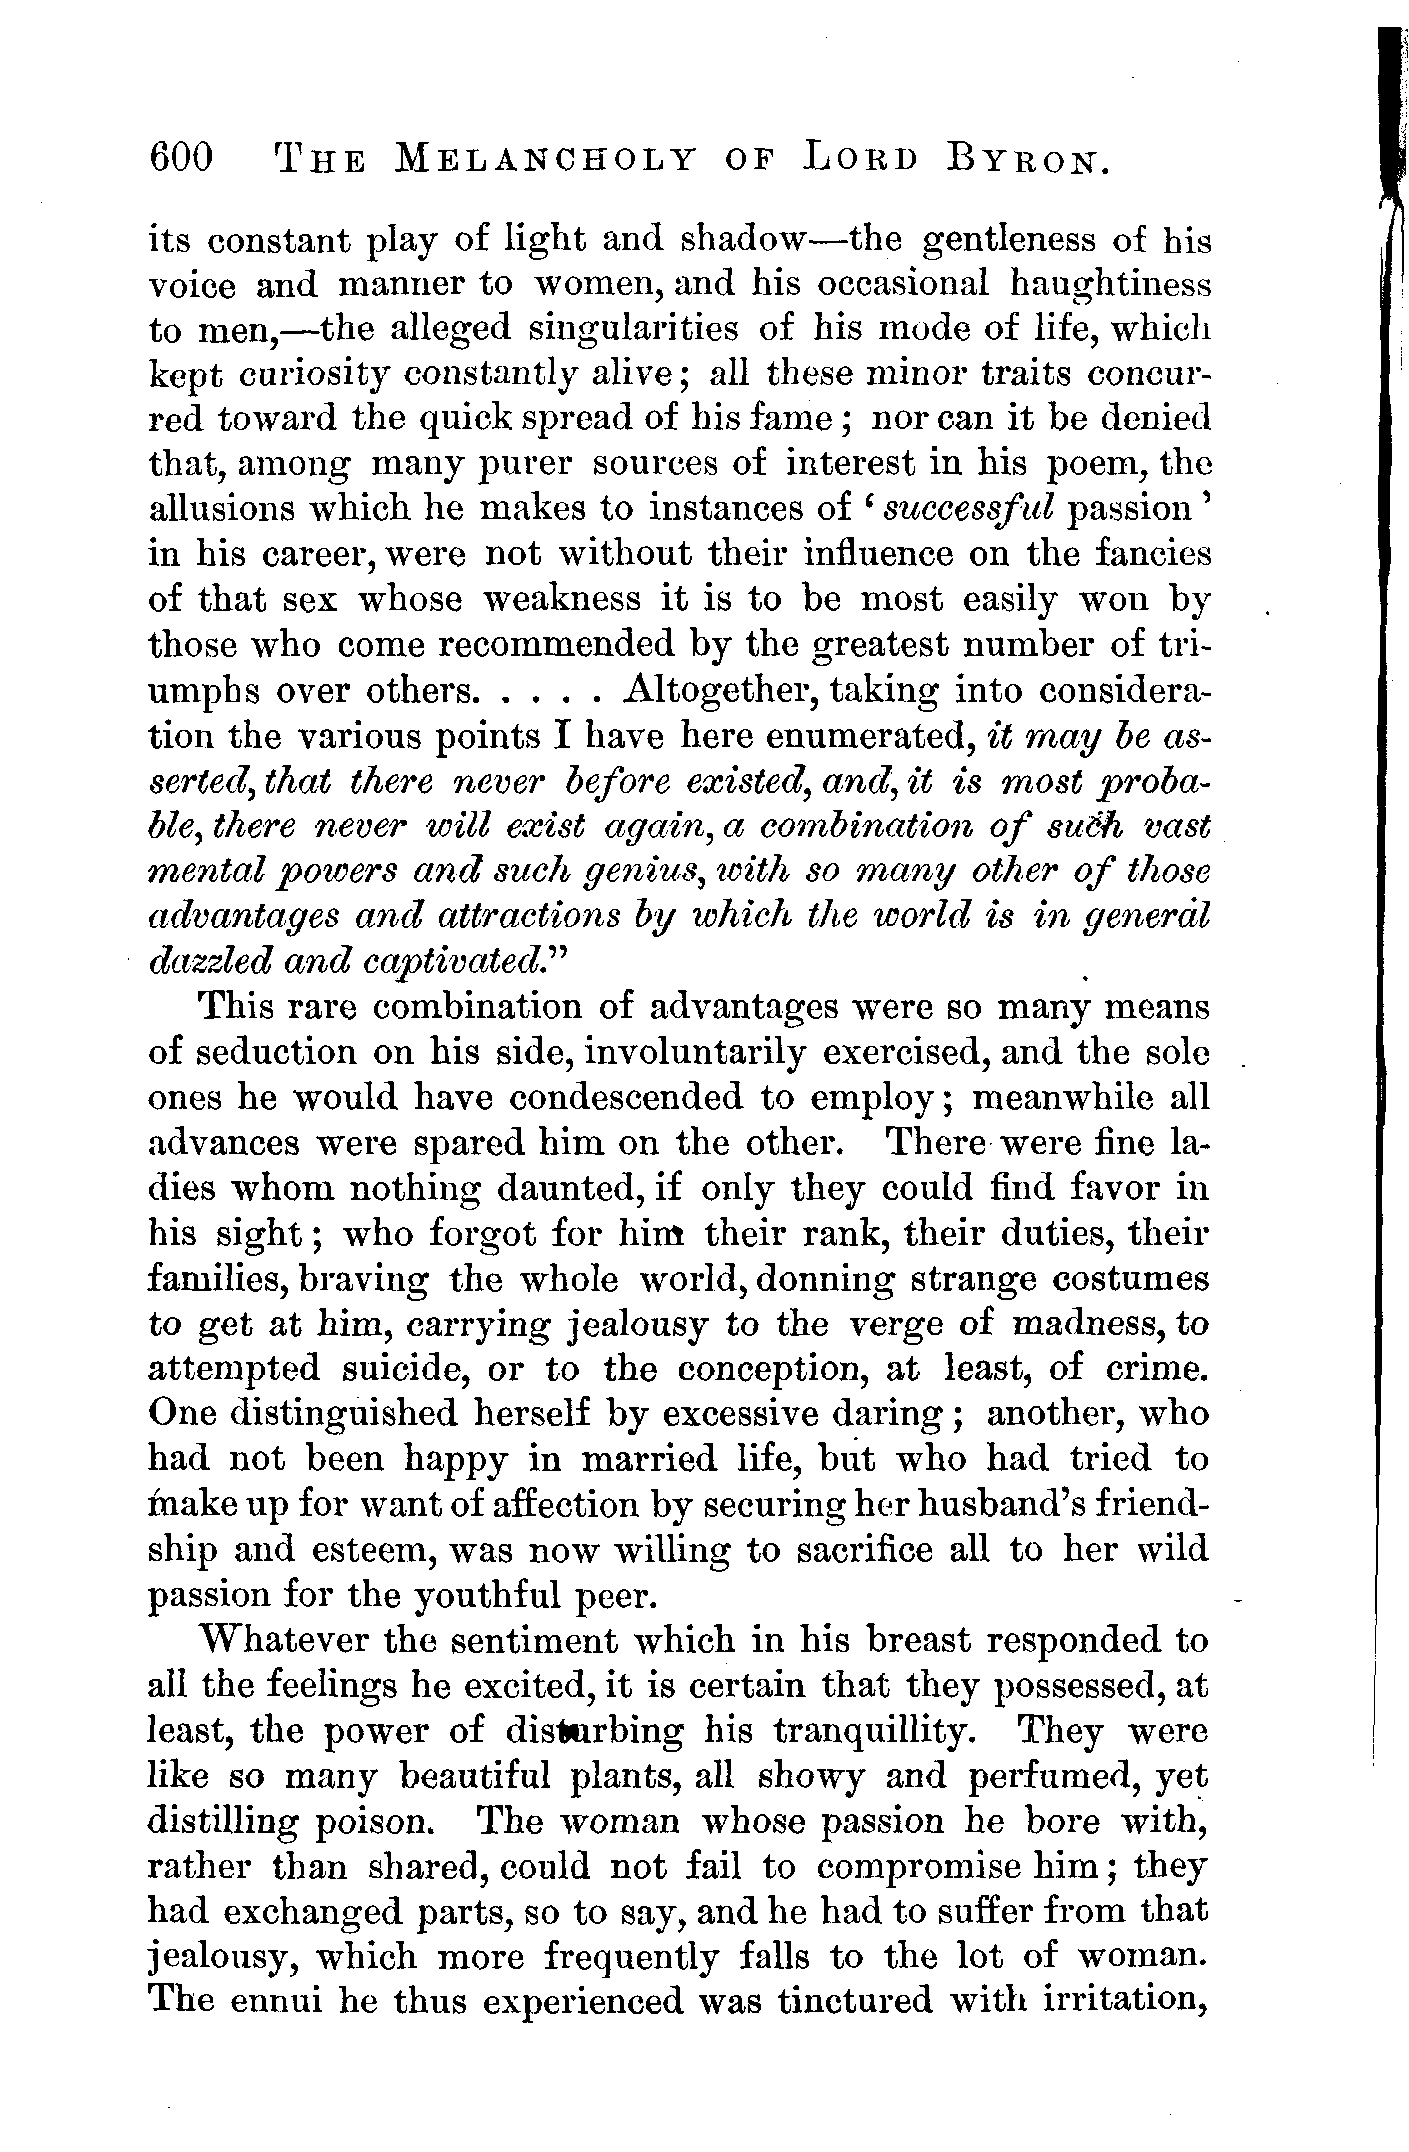 600 THE MELANCHOLY OF LORD BYRON.
its constant play of light and shadow—the gentleness of his
voice and manner to women, and his occasional haughtiness
to men,—the alleged singularities of his mode of life, which
kept curiosity constantly alive; all these minor traits concur-
red toward the quick spread of his fame; nor can it be denied
that, among many purer sources of interest in his poem, the
allusions which he makes to instances of ‘successful passion’
in his career, were not without their influence on the fancies
of that sex whose weakness it is to be most easily won by
those who come recommended by the greatest number of tri-
umphs over others. . . . . Altogether, taking into considera-
tion the various points I have here enumerated, it may be as-
serted, that there never before existed, and, it is most proba-
ble, there never will exist again, a combination of such vast
mental powers and such genius, with so many other of those
advantages and attractions by which the world is in general
dazzled and captivated.”
This rare combination of advantages were so many means
of seduction on his side, involuntarily exercised, and the sole
ones he would have condescended to employ; meanwhile all
advances were spared him on the other. There were fine la-
dies whom nothing daunted, if only they could find favor in
his sight; who forgot for him their rank, their duties, their
families, braving the whole world, donning strange costumes
to get at him, carrying jealousy to the verge of madness, to
attempted suicide, or to the conception, at least, of crime.
One distinguished herself by excessive daring; another, who
had not been happy in married life, but who had tried to
make up for want of affection by securing her husband’s friend-
ship and esteem, was now willing to sacrifice all to her wild
passion for the youthful peer.
Whatever the sentiment which in his breast responded to
all the feelings he excited, it is certain that they possessed, at
least, the power of disturbing his tranquillity. They were
like so many beautiful plants, all showy and perfumed, yet
distilling poison. The woman whose passion he bore with,
rather than shared, could not fail to compromise him; they
had exchanged parts, so to say, and he had to suffer from that
jealousy, which more frequently falls to the lot of woman.
The ennui he thus experienced was tinctured with irritation,